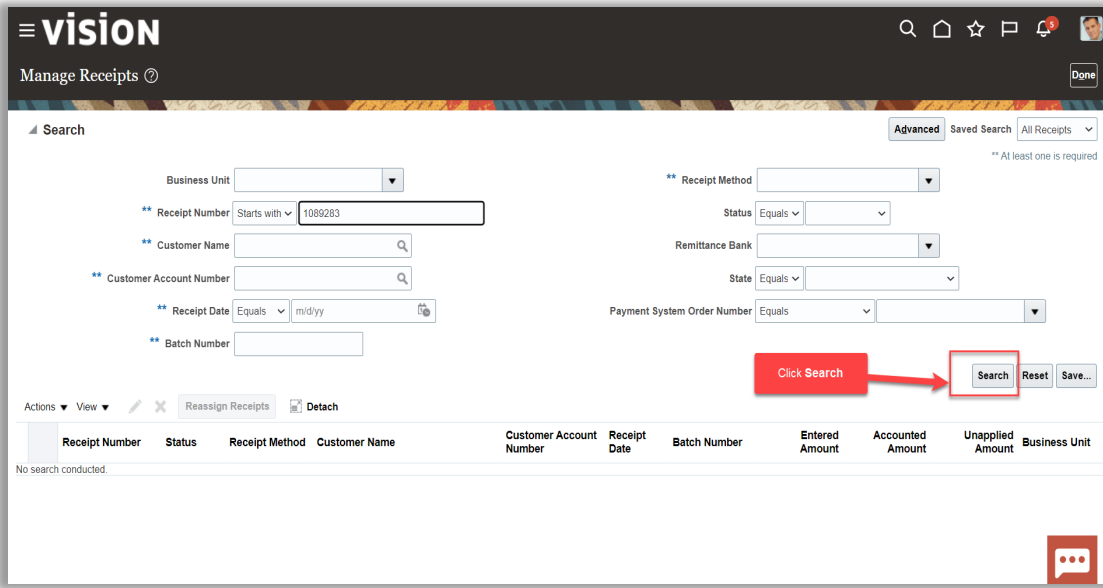 VISION
5
Manage Receipts
Done
Search
Advanced Saved Search All Receipts
** At least one is required
Business Unit
** Receipt Method
** Receipt Number Starts with 1089283
Status Equals
** Customer Name
Remittance Bank
** Customer Account Number
State Equals
** Receipt Date Equals m/d/yy
Payment System Order Number Equals
** Batch Number
Click Search
Search Reset Save...
Actions View Reassign Receipts Detach
Receipt Number Status Receipt Method Customer Name Customer Account Number Receipt Date Batch Number Entered Amount Accounted Amount Unapplied Amount Business Unit
No search conducted.